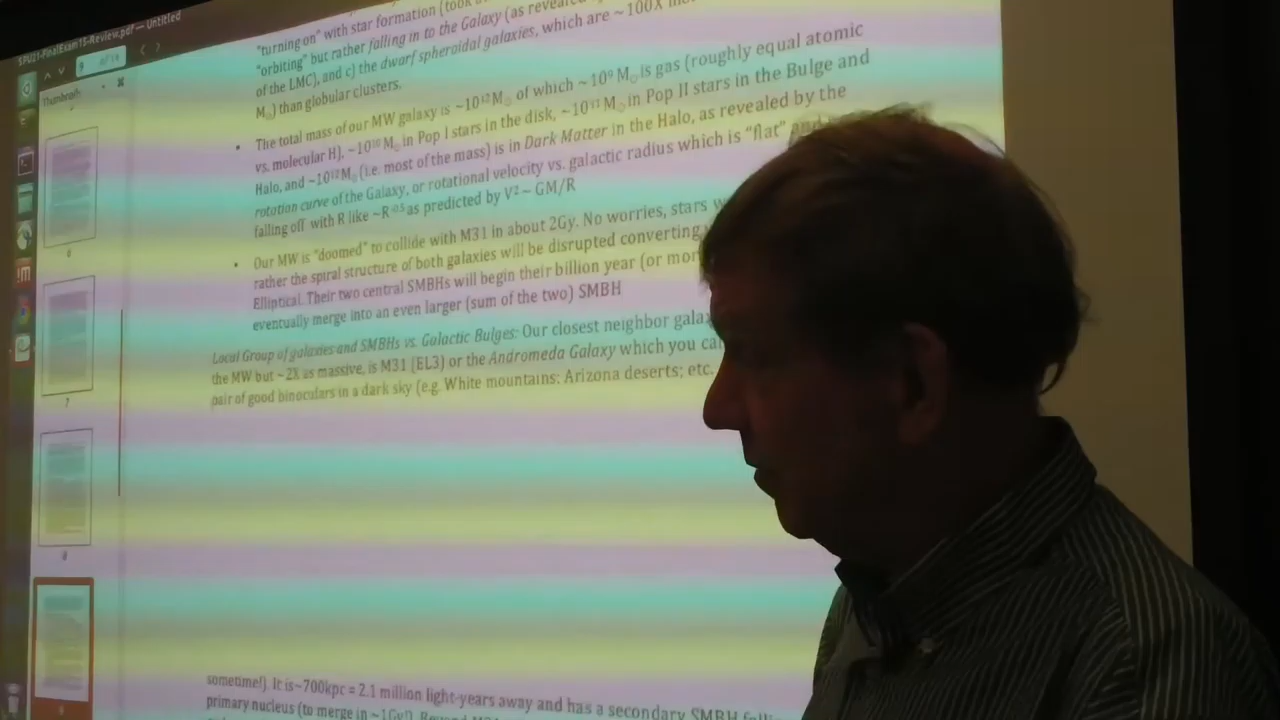 SPU21-FinalExam13-Review.pdf — Untitled
9
Thumbnails
"turning on" with star formation (took
"orbiting" but rather falling in to the Galaxy (as revealed
of the LMC), and c) the dwarf spheroidal galaxies, which are ~100X
M☉) than globular clusters.
• The total mass of our MW galaxy is ~10¹²M☉ of which ~10⁹ M☉ is gas (roughly equal atomic
vs. molecular H), ~10¹⁰ M☉ in Pop I stars in the disk, ~10¹¹ M☉ in Pop II stars in the Bulge and
Halo, and ~10¹²M☉ (i.e. most of the mass) is in Dark Matter in the Halo, as revealed by the
rotation curve of the Galaxy, or rotational velocity vs. galactic radius which is "flat" and
falling off with R like ~R⁻⁰·⁵ as predicted by V² ~ GM/R
• Our MW is "doomed" to collide with M31 in about 2Gy. No worries, stars
rather the spiral structure of both galaxies will be disrupted converting
Elliptical. Their two central SMBHs will begin their billion year (or
eventually merge into an even larger (sum of the two) SMBH
Local Group of galaxies and SMBHs vs. Galactic Bulges: Our closest neighbor
the MW but ~2X as massive, is M31 (EL3) or the Andromeda Galaxy which you
pair of good binoculars in a dark sky (e.g. White mountains; Arizona deserts; etc.
6
7
8
sometime!). It is ~700kpc = 2.1 million light-years away and has a secondary SMBH
primary nucleus (to merge in ~1Gy!).